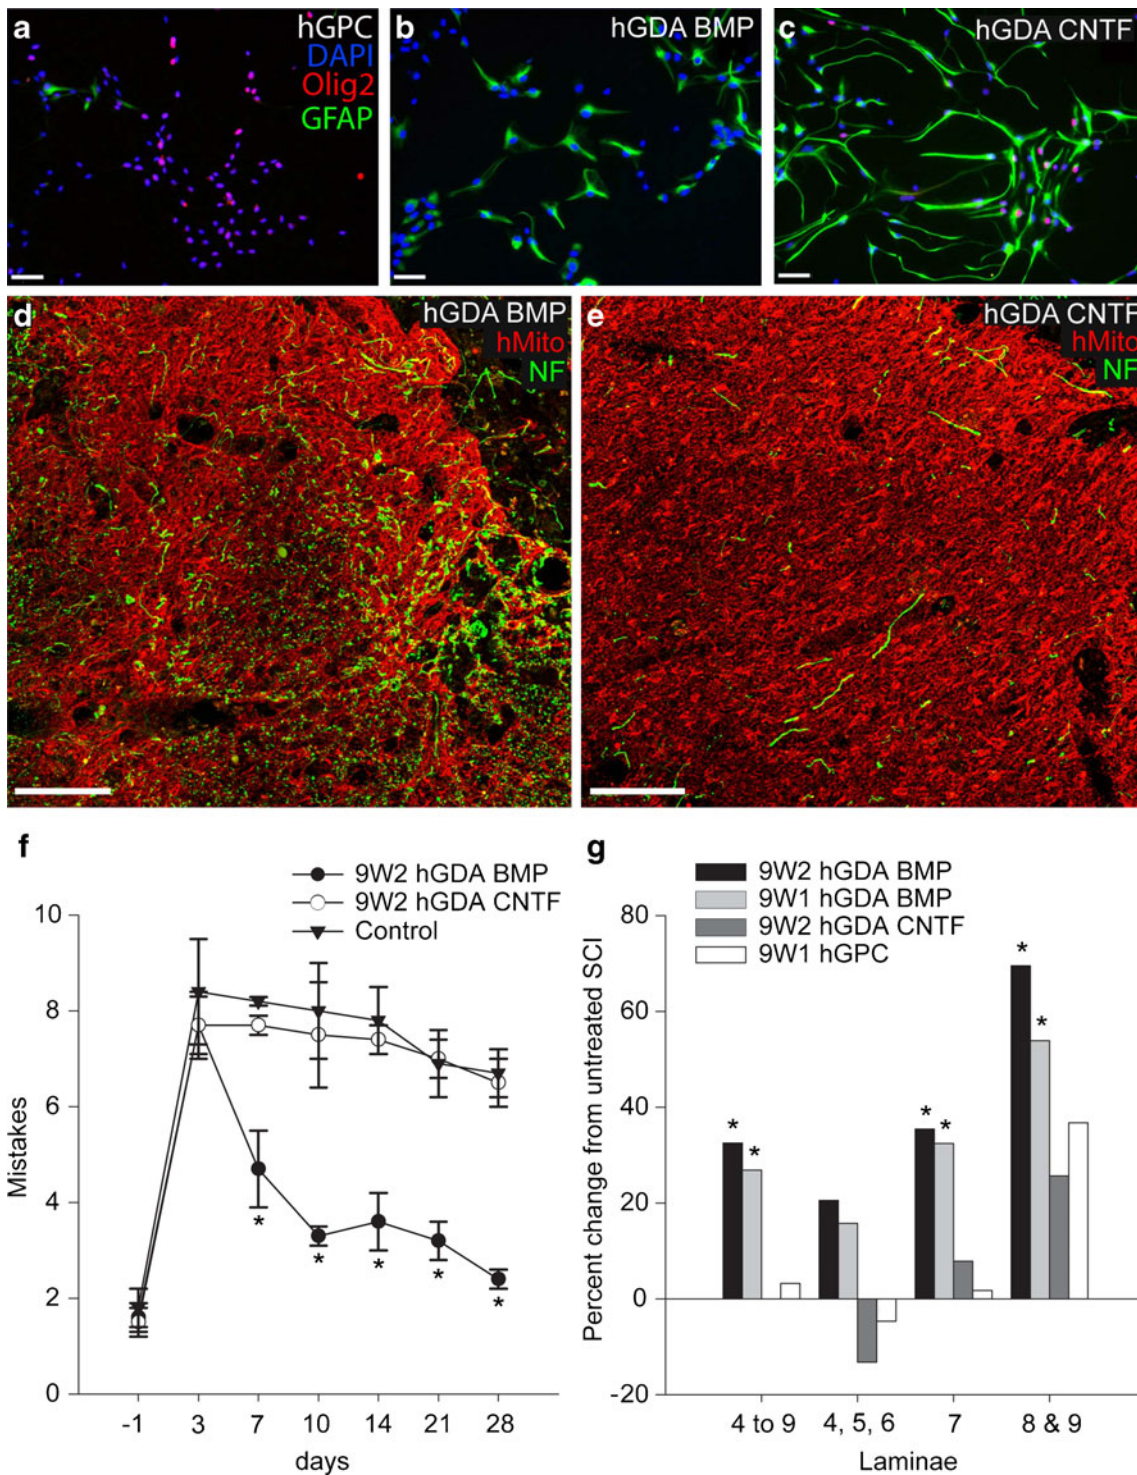 a
hGPC
DAPI
Olig2
GFAP
b
hGDA BMP
c
hGDA CNTF
d
hGDA BMP
hMito
NF
e
hGDA CNTF
hMito
NF
f
9W2 hGDA BMP
9W2 hGDA CNTF
Control
10
8
6
4
2
0
Mistakes
* * * * *
-1 3 7 10 14 21 28
days
g
9W2 hGDA BMP
9W1 hGDA BMP
9W2 hGDA CNTF
9W1 hGPC
80
60
40
20
0
-20
Percent change from untreated SCI
* * * * * *
4 to 9 4, 5, 6 7 8 & 9
Laminae